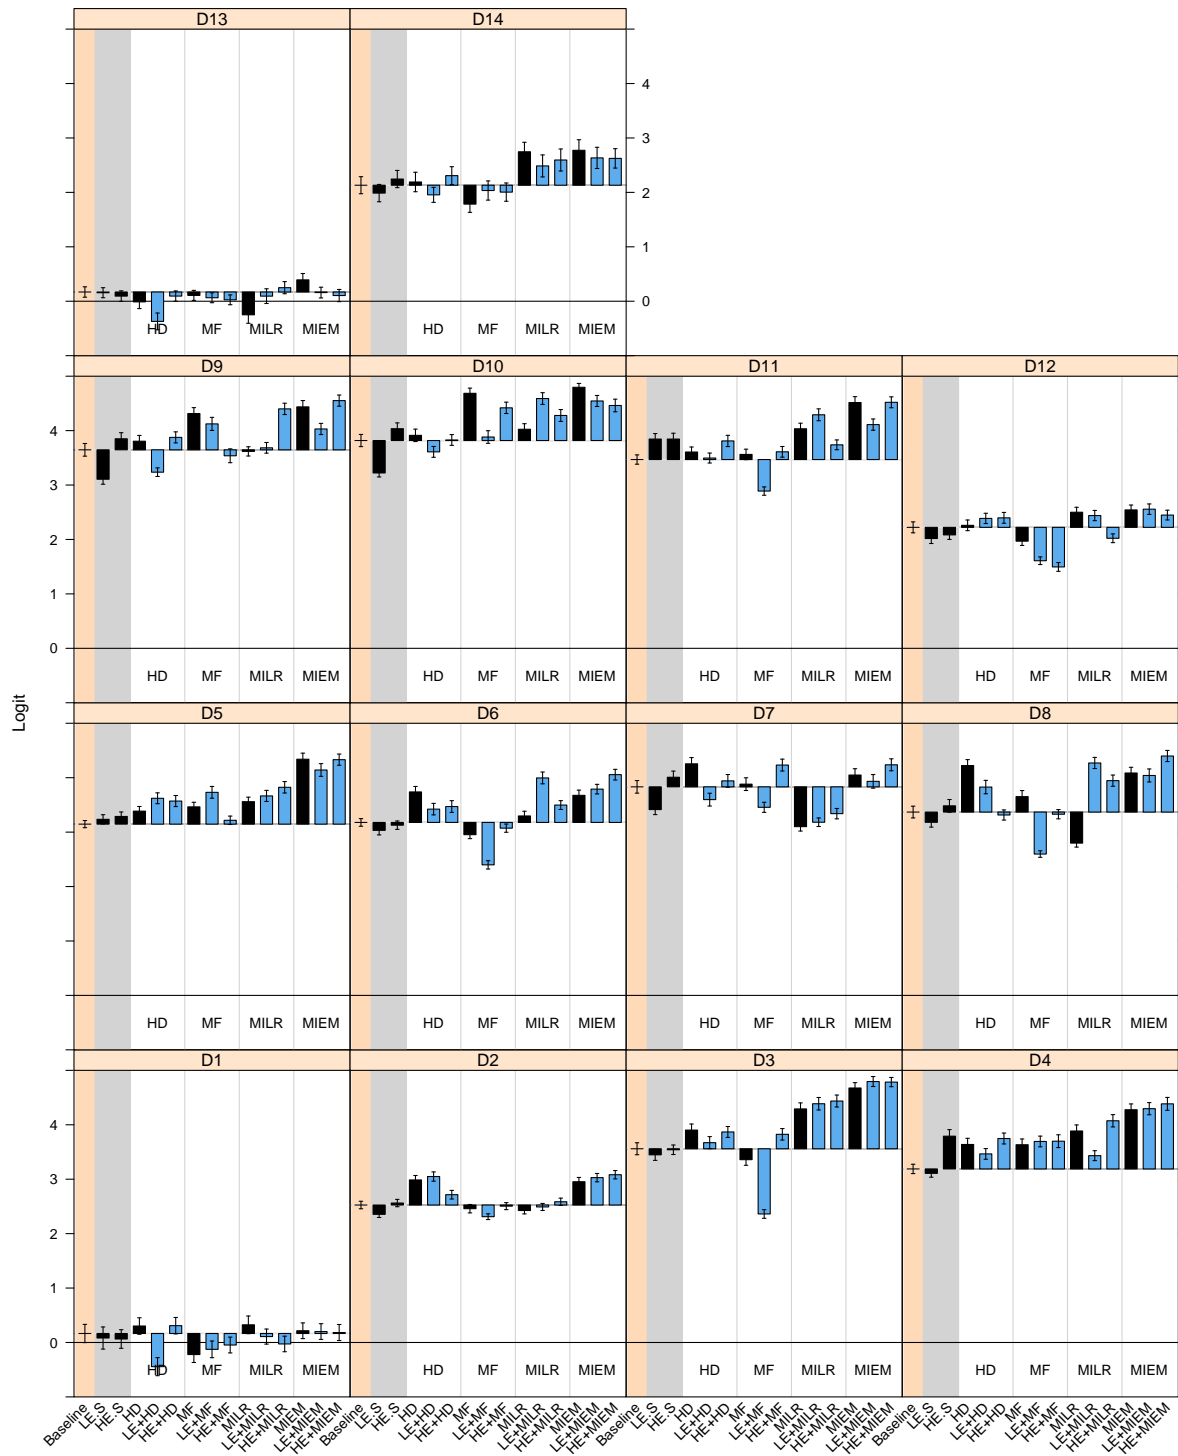 D13 D14
4
3
2
1
0
HD MF MILR MIEM HD MF MILR MIEM
D9 D10 D11 D12
4
3
2
1
0
HD MF MILR MIEM HD MF MILR MIEM HD MF MILR MIEM HD MF MILR MIEM
Logit
D5 D6 D7 D8
HD MF MILR MIEM HD MF MILR MIEM HD MF MILR MIEM HD MF MILR MIEM
D1 D2 D3 D4
4
3
2
1
0
HD MF MILR MIEM HD MF MILR MIEM HD MF MILR MIEM HD MF MILR MIEM
Baseline LE.S HE.S HD LE+HD HE+HD MF LE+MF HE+MF MILR LE+MILR HE+MILR MIEM LE+MIEM HE+MIEM Baseline LE.S HE.S HD LE+HD HE+HD MF LE+MF HE+MF MILR LE+MILR HE+MILR MIEM LE+MIEM HE+MIEM Baseline LE.S HE.S HD LE+HD HE+HD MF LE+MF HE+MF MILR LE+MILR HE+MILR MIEM LE+MIEM HE+MIEM Baseline LE.S HE.S HD LE+HD HE+HD MF LE+MF HE+MF MILR LE+MILR HE+MILR MIEM LE+MIEM HE+MIEM